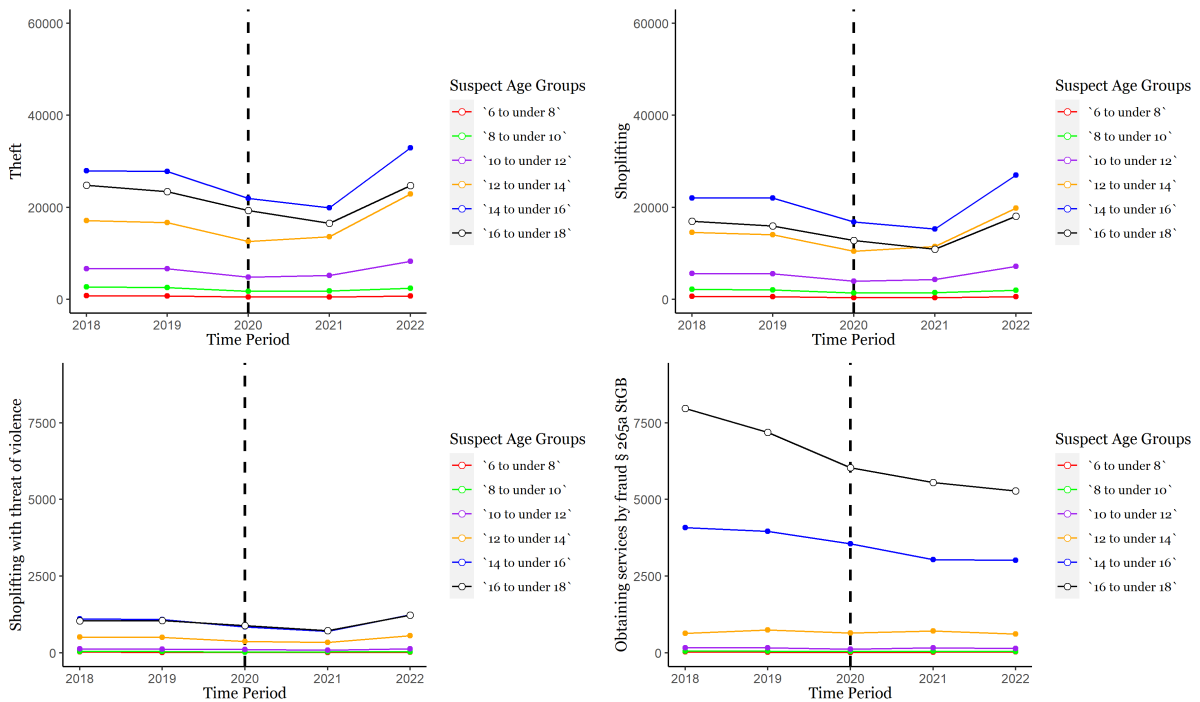 Theft
60000
40000
20000
0
2018 2019 2020 2021 2022
Time Period
Suspect Age Groups
`6 to under 8`
`8 to under 10`
`10 to under 12`
`12 to under 14`
`14 to under 16`
`16 to under 18`
Shoplifting
60000
40000
20000
0
2018 2019 2020 2021 2022
Time Period
Suspect Age Groups
`6 to under 8`
`8 to under 10`
`10 to under 12`
`12 to under 14`
`14 to under 16`
`16 to under 18`
Shoplifting with threat of violence
7500
5000
2500
0
2018 2019 2020 2021 2022
Time Period
Suspect Age Groups
`6 to under 8`
`8 to under 10`
`10 to under 12`
`12 to under 14`
`14 to under 16`
`16 to under 18`
Obtaining services by fraud § 265a StGB
7500
5000
2500
0
2018 2019 2020 2021 2022
Time Period
Suspect Age Groups
`6 to under 8`
`8 to under 10`
`10 to under 12`
`12 to under 14`
`14 to under 16`
`16 to under 18`